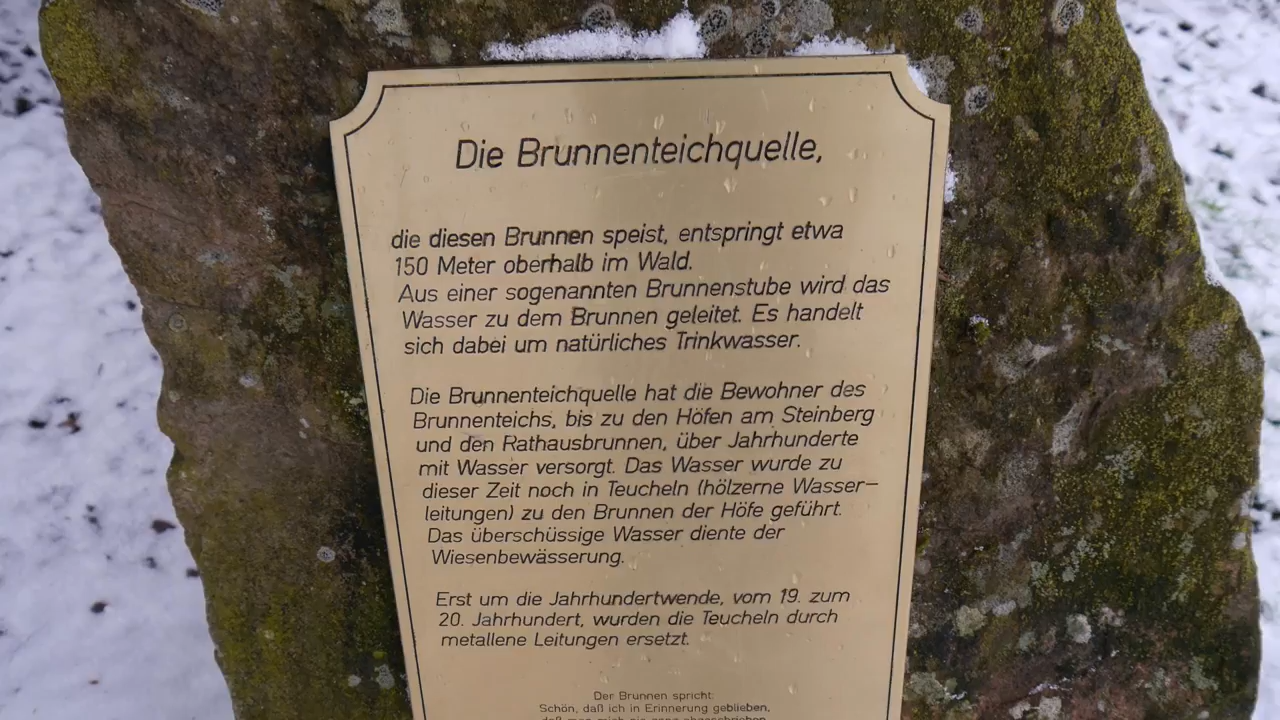 Die Brunnenteichquelle,
die diesen Brunnen speist, entspringt etwa
150 Meter oberhalb im Wald.
Aus einer sogenannten Brunnenstube wird das
Wasser zu dem Brunnen geleitet. Es handelt
sich dabei um natürliches Trinkwasser.
Die Brunnenteichquelle hat die Bewohner des
Brunnenteichs, bis zu den Höfen am Steinberg
und den Rathausbrunnen, über Jahrhunderte
mit Wasser versorgt. Das Wasser wurde zu
dieser Zeit noch in Teucheln (hölzerne Wasser-
leitungen) zu den Brunnen der Höfe geführt.
Das überschüssige Wasser diente der
Wiesenbewässerung.
Erst um die Jahrhundertwende, vom 19. zum
20. Jahrhundert, wurden die Teucheln durch
metallene Leitungen ersetzt.
Der Brunnen spricht:
Schön, daß ich in Erinnerung geblieben,